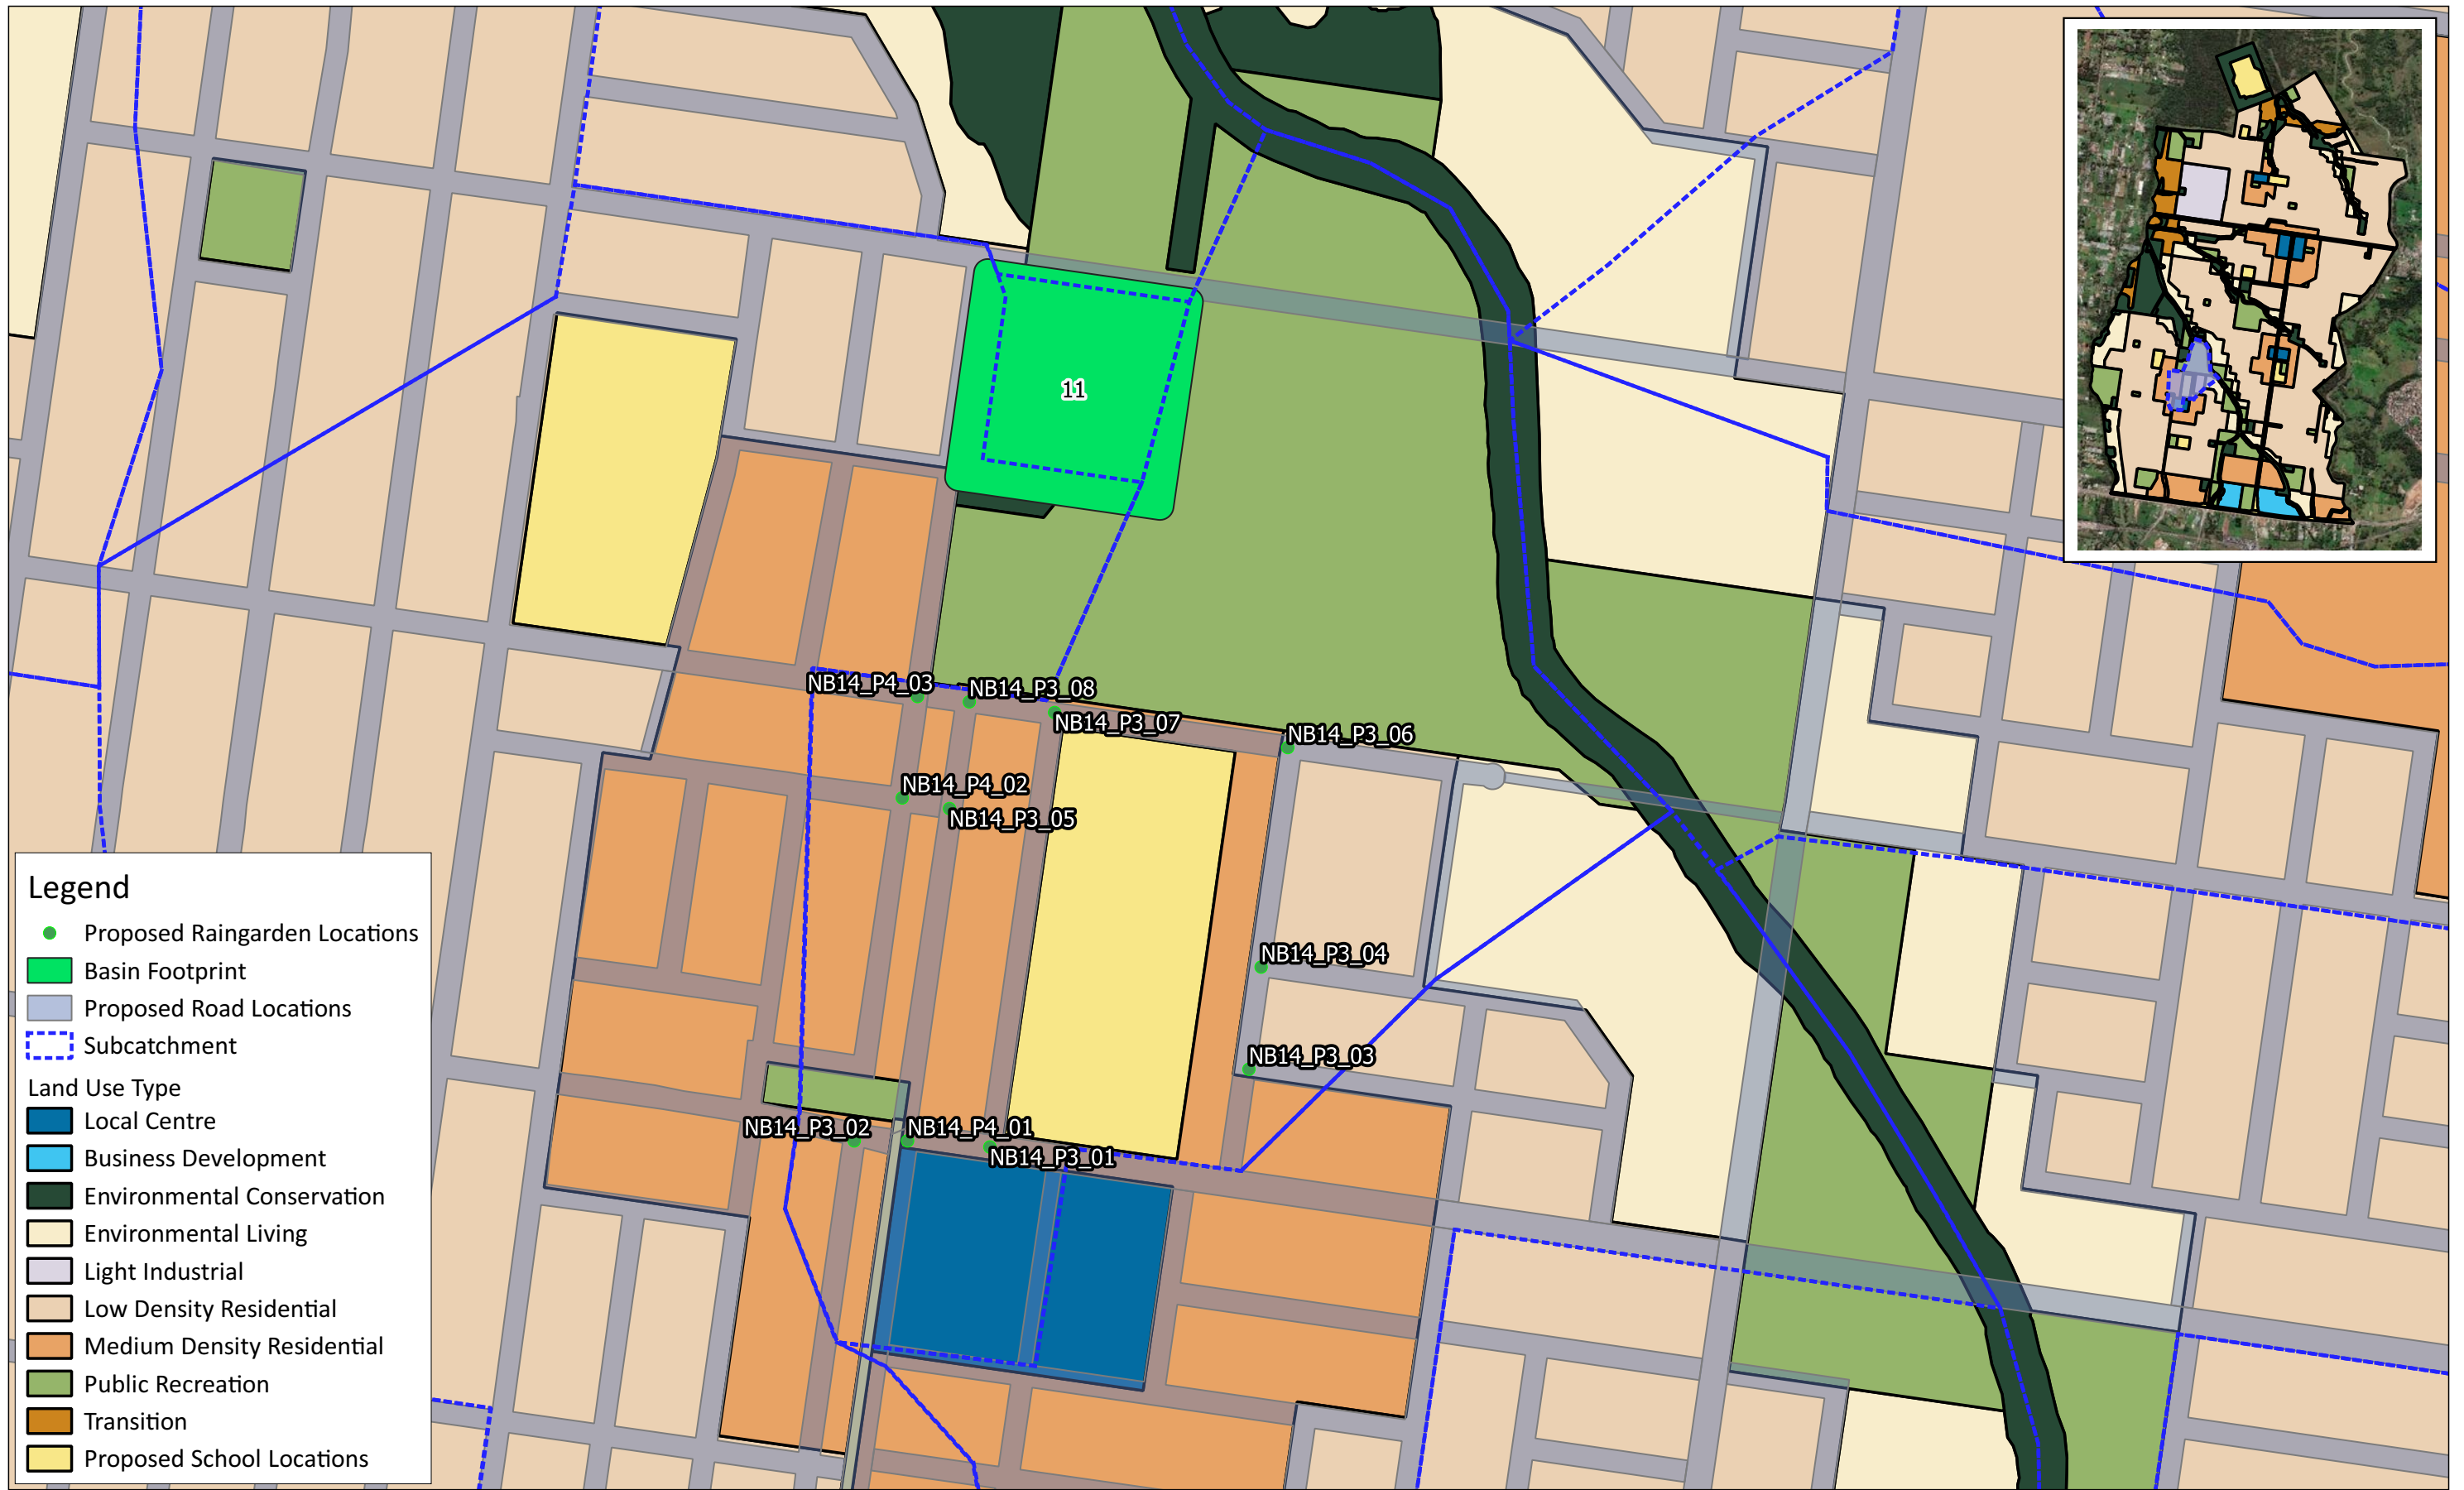 11
NB14_P4_03
NB14_P3_08
NB14_P3_07
NB14_P3_06
NB14_P4_02
NB14_P3_05
NB14_P3_04
NB14_P3_03
NB14_P3_02
NB14_P4_01
NB14_P3_01
Legend
Proposed Raingarden Locations
Basin Footprint
Proposed Road Locations
Subcatchment
Land Use Type
Local Centre
Business Development
Environmental Conservation
Environmental Living
Light Industrial
Low Density Residential
Medium Density Residential
Public Recreation
Transition
Proposed School Locations